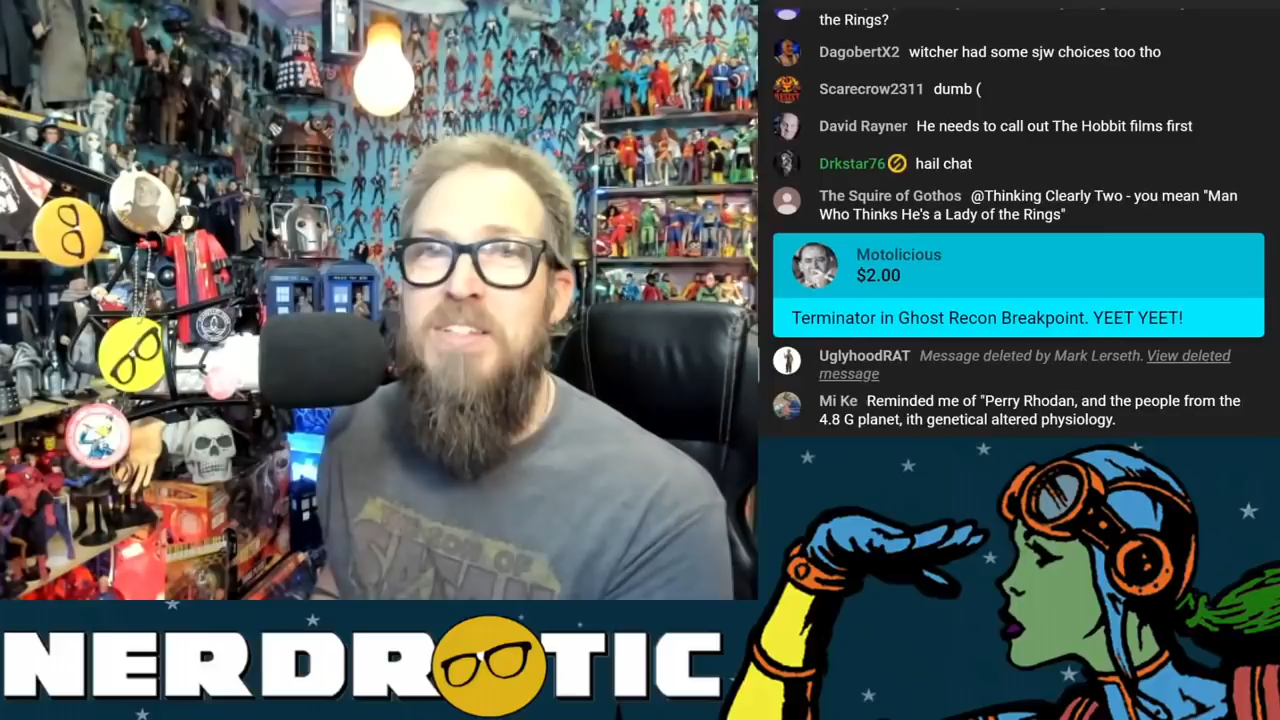 the Rings?
DagobertX2 witcher had some sjw choices too tho
Scarecrow2311 dumb (
David Rayner He needs to call out The Hobbit films first
Drkstar76 hail chat
The Squire of Gothos @Thinking Clearly Two - you mean "Man
Who Thinks He's a Lady of the Rings"
Motolicious
$2.00
Terminator in Ghost Recon Breakpoint. YEET YEET!
UglyhoodRAT Message deleted by Mark Lerseth. View deleted
message
Mi Ke Reminded me of "Perry Rhodan, and the people from the
4.8 G planet, ith genetical altered physiology.
NERDROTIC